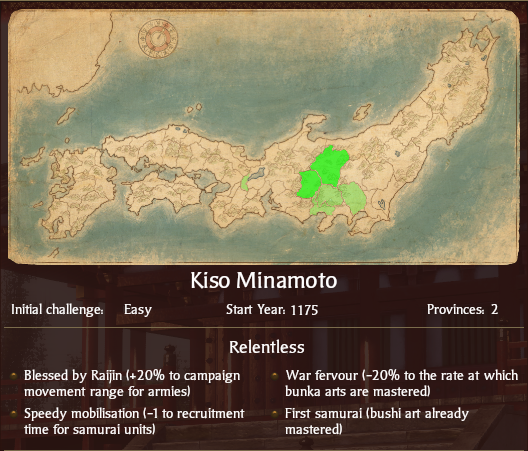 Kiso Minamoto
Initial challenge: Easy Start Year: 1175 Provinces: 2
Relentless
Blessed by Raijin (+20% to campaign
movement range for armies)
Speedy mobilisation (-1 to recruitment
time for samurai units)
War fervour (-20% to the rate at which
bunka arts are mastered)
First samurai (bushi art already
mastered)